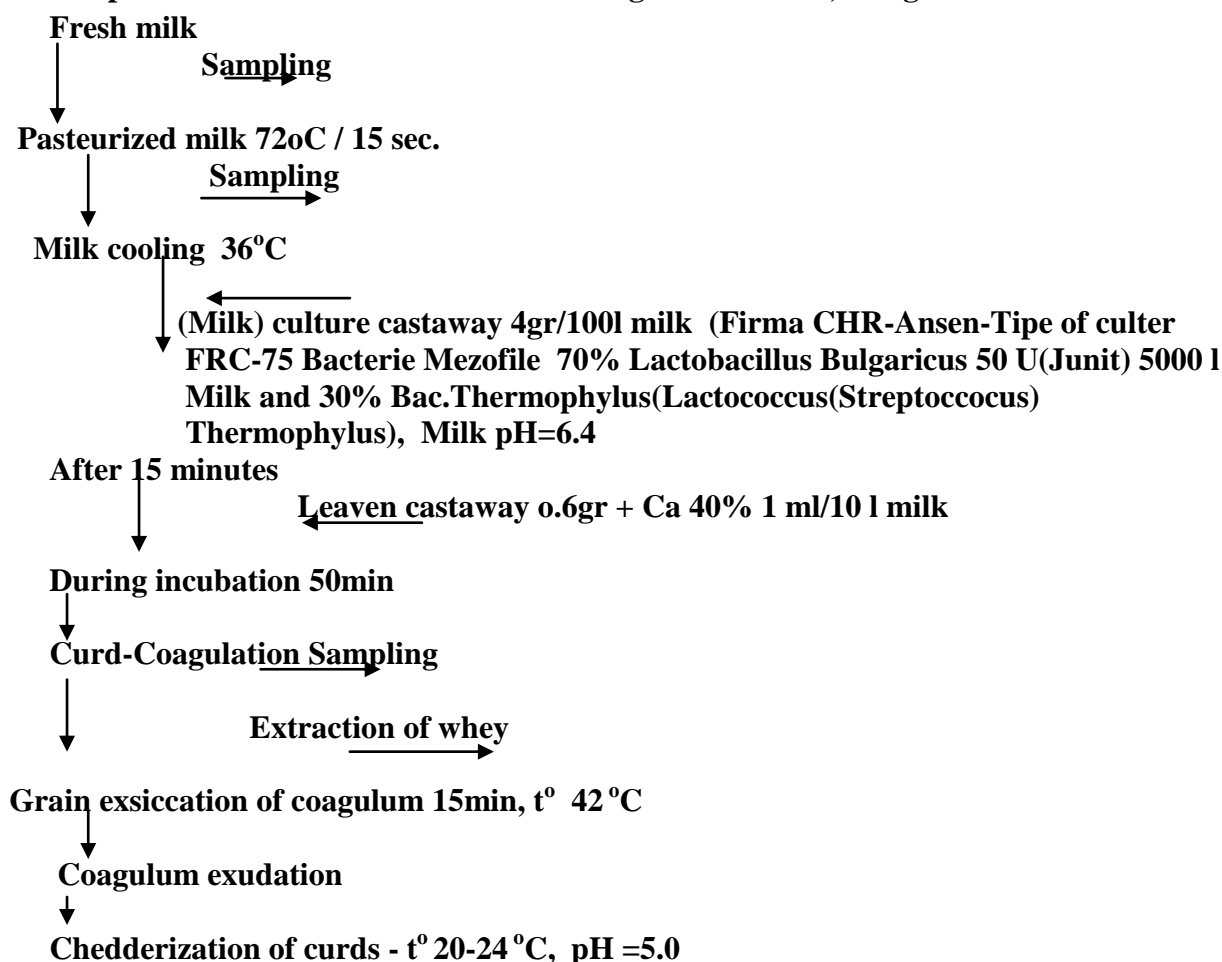 Fresh milk
Sampling
Pasteurized milk 72oC / 15 sec.
Sampling
Milk cooling 36°C
(Milk) culture castaway 4gr/100l milk (Firma CHR-Ansen-Tipe of culter
FRC-75 Bacterie Mezofile 70% Lactobacillus Bulgaricus 50 U(Junit) 5000 l
Milk and 30% Bac.Thermophylus(Lactococcus(Streptoccocus)
Thermophylus), Milk pH=6.4
After 15 minutes
Leaven castaway o.6gr + Ca 40% 1 ml/10 l milk
During incubation 50min
Curd-Coagulation Sampling
Extraction of whey
Grain exsiccation of coagulum 15min, t° 42 °C
Coagulum exudation
Chedderization of curds - t° 20-24 °C, pH =5.0